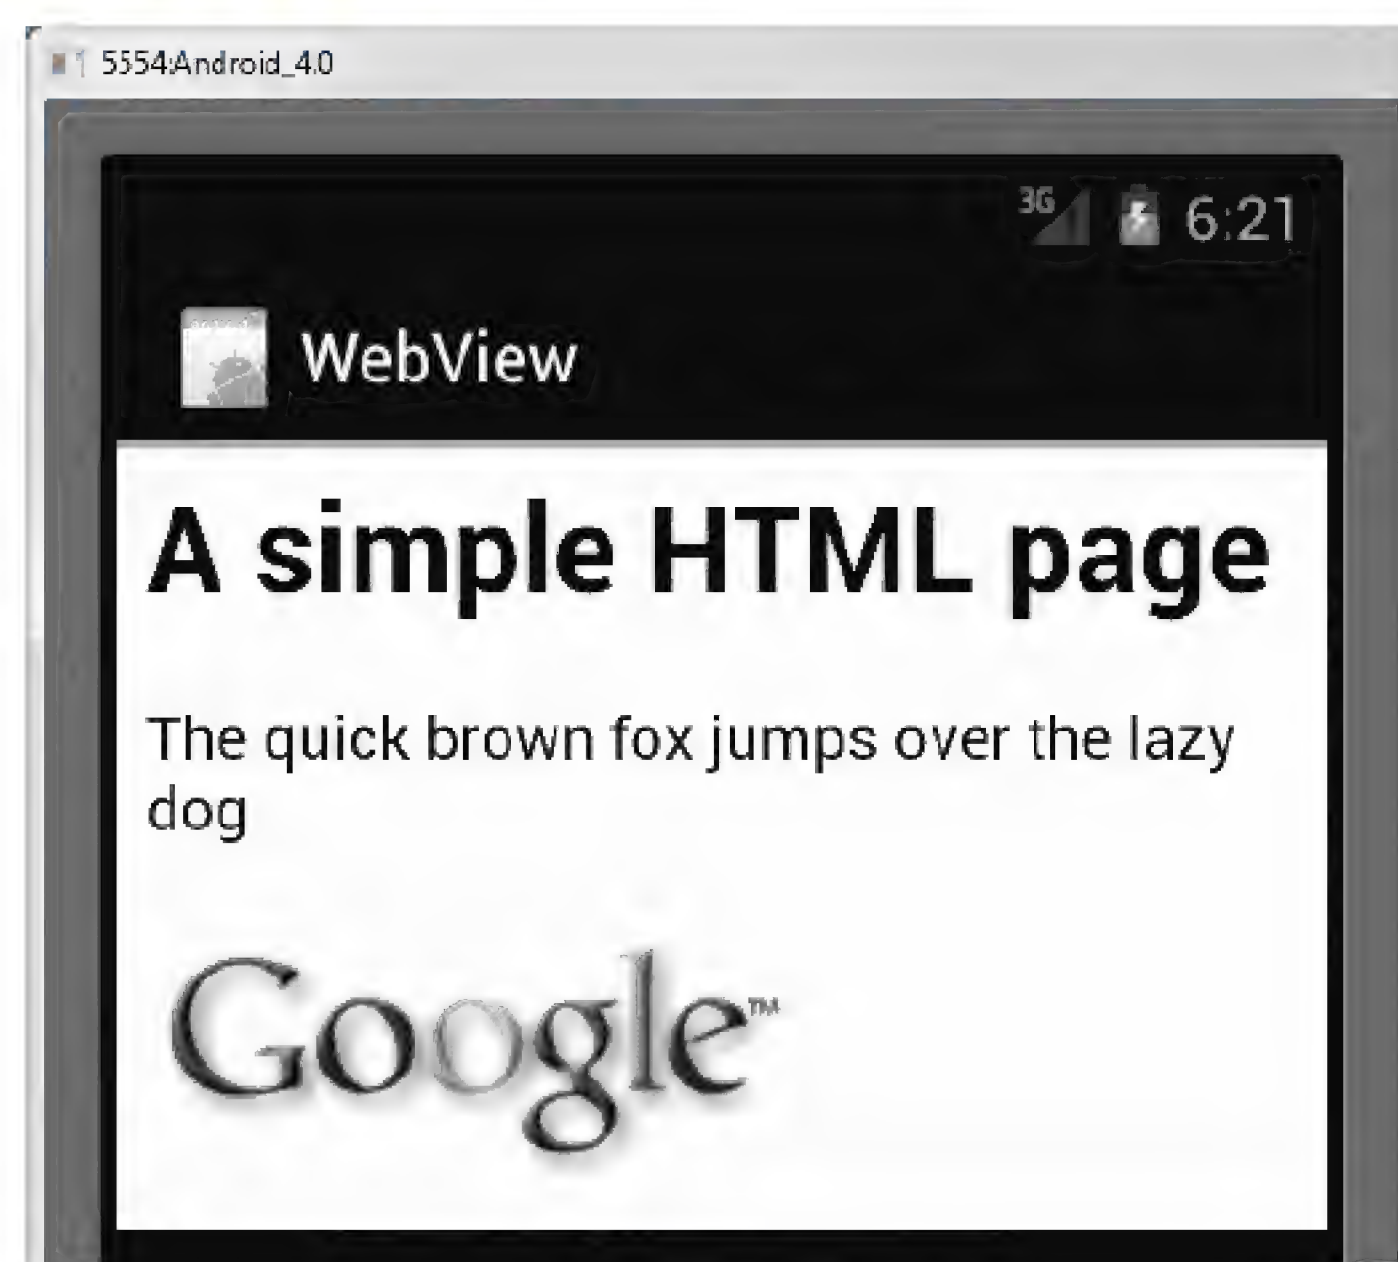 5554:Android_4.0
3G 6:21
WebView
A simple HTML page
The quick brown fox jumps over the lazy
dog
Google™